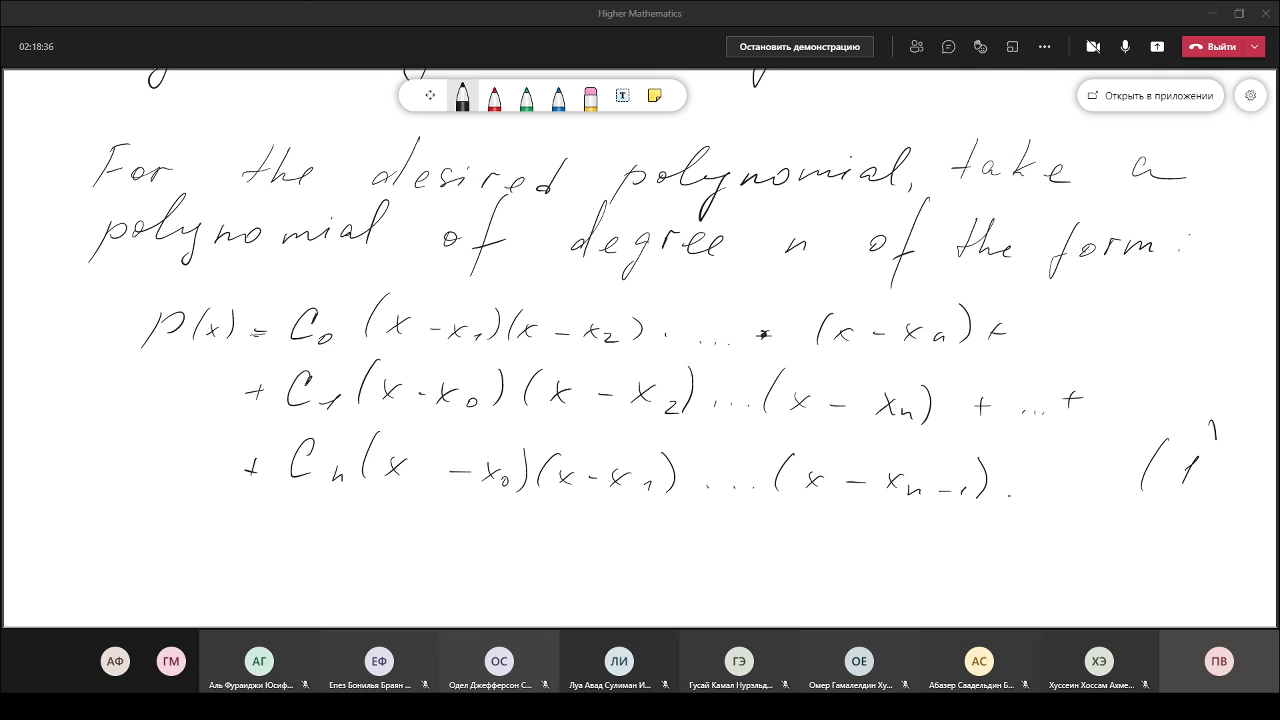 Higher Mathematics
02:18:36
Остановить демонстрацию
Выйти
Открыть в приложении
For the desired polynomial, take a
polynomial of degree n of the form:
P(x) = C₀ (x - x₁)(x - x₂) · ... * (x - xₙ) +
+ C₁ (x - x₀) (x - x₂) ... (x - xₙ) + ... +
+ Cₙ (x - x₀)(x - x₁) ... (x - xₙ₋₁). (1
АФ ГМ АГ ЕФ ОС ЛИ ГЭ ОЕ АС ХЭ ПВ
Аль Фураиджи Юсиф... Епез Бонилья Браян ... Одел Джефферсон С... Луа Авад Сулиман И... Гусай Камал Нурэльд... Омер Гамалелдин Ху... Абазер Саадельдин Б... Хуссеин Хоссам Ахме...